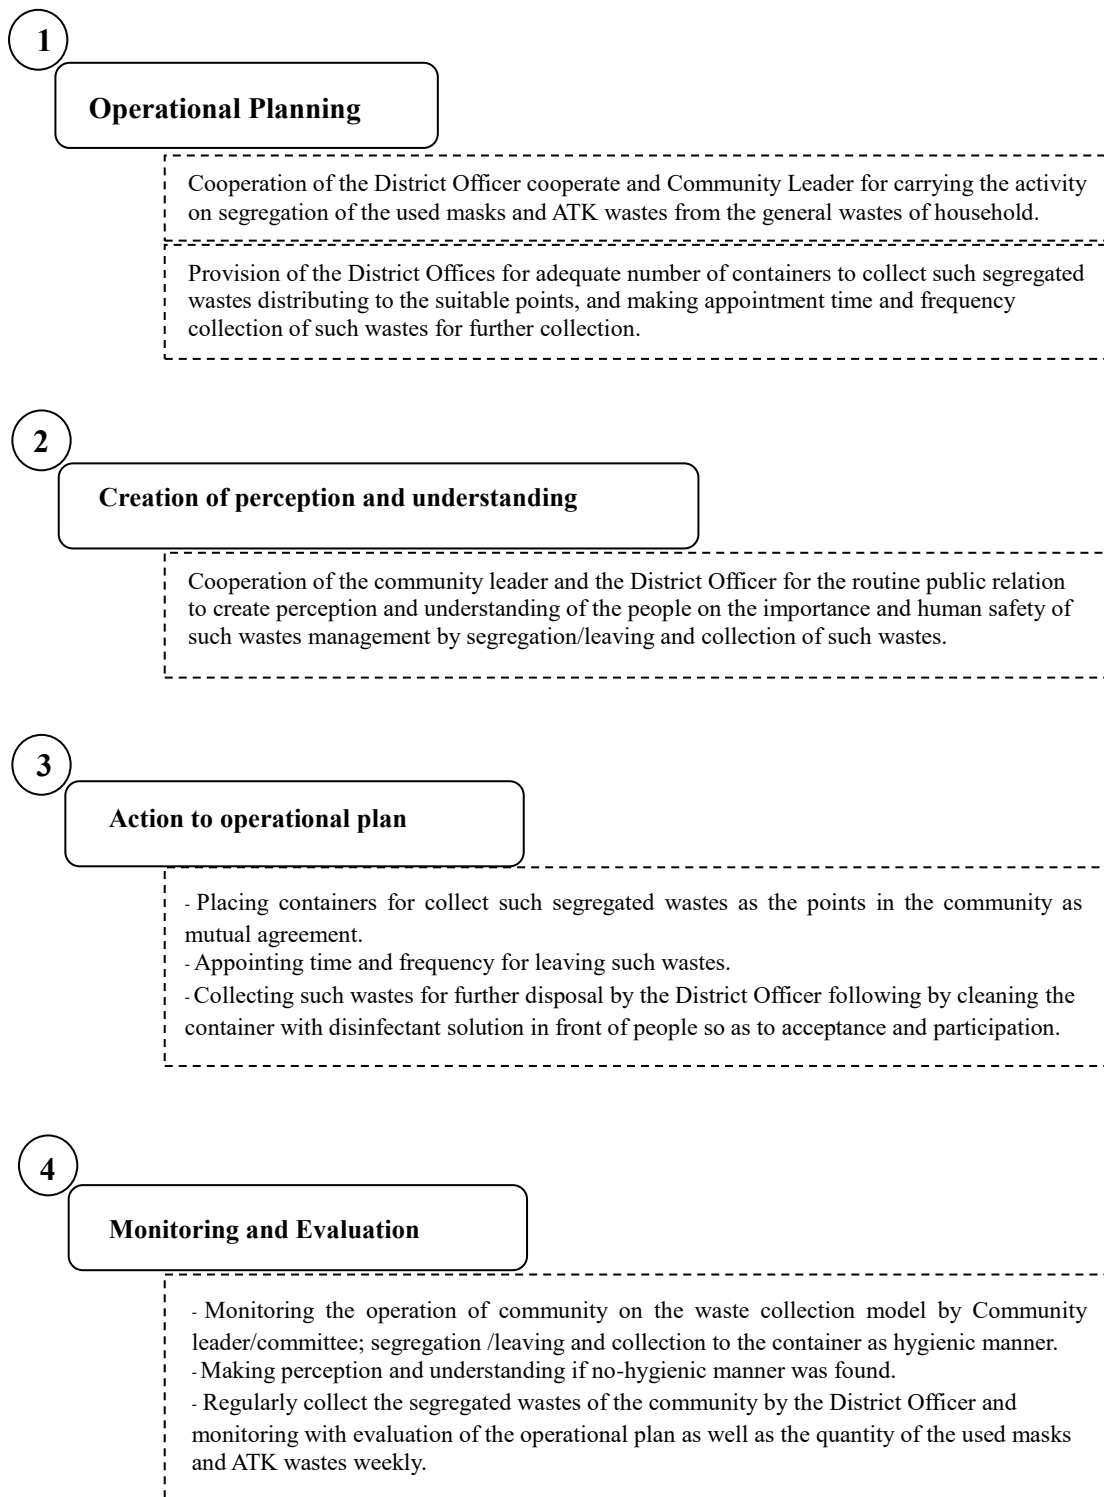 1
Operational Planning
Cooperation of the District Officer cooperate and Community Leader for carrying the activity
on segregation of the used masks and ATK wastes from the general wastes of household.
Provision of the District Offices for adequate number of containers to collect such segregated
wastes distributing to the suitable points, and making appointment time and frequency
collection of such wastes for further collection.
2
Creation of perception and understanding
Cooperation of the community leader and the District Officer for the routine public relation
to create perception and understanding of the people on the importance and human safety of
such wastes management by segregation/leaving and collection of such wastes.
3
Action to operational plan
- Placing containers for collect such segregated wastes as the points in the community as
mutual agreement.
- Appointing time and frequency for leaving such wastes.
- Collecting such wastes for further disposal by the District Officer following by cleaning the
container with disinfectant solution in front of people so as to acceptance and participation.
4
Monitoring and Evaluation
- Monitoring the operation of community on the waste collection model by Community
leader/committee; segregation /leaving and collection to the container as hygienic manner.
- Making perception and understanding if no-hygienic manner was found.
- Regularly collect the segregated wastes of the community by the District Officer and
monitoring with evaluation of the operational plan as well as the quantity of the used masks
and ATK wastes weekly.